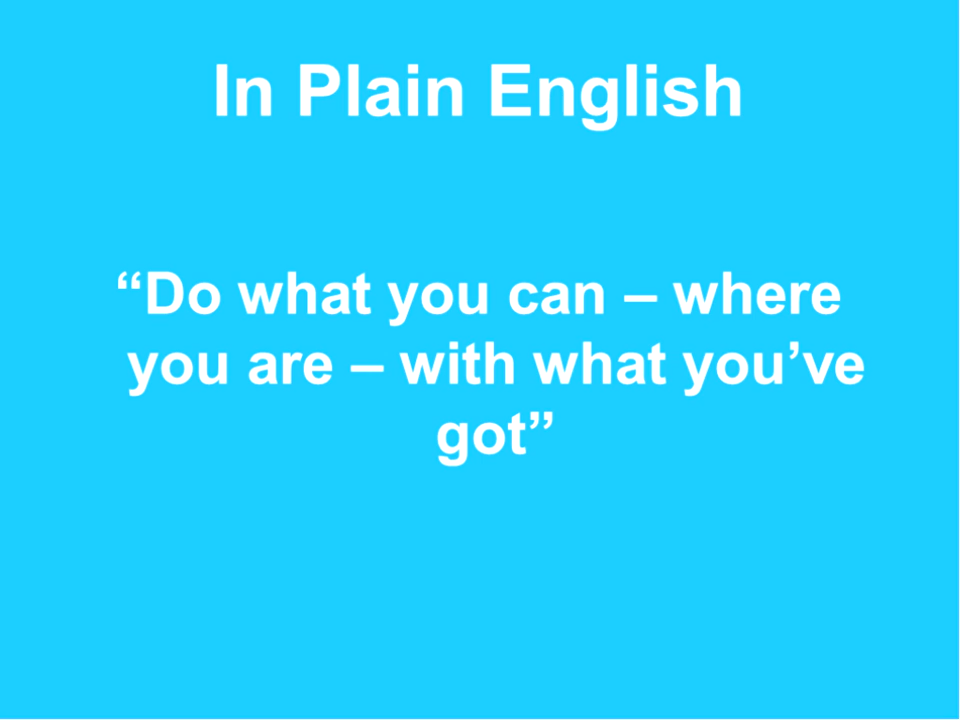 In Plain English
“Do what you can – where
you are – with what you’ve
got”